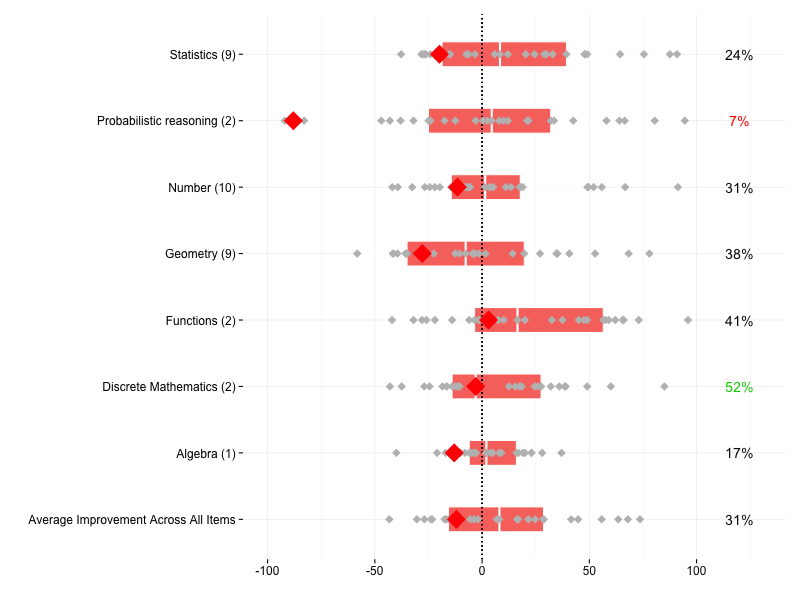 Statistics (9) 24%
Probabilistic reasoning (2) 7%
Number (10) 31%
Geometry (9) 38%
Functions (2) 41%
Discrete Mathematics (2) 52%
Algebra (1) 17%
Average Improvement Across All Items 31%
-100 -50 0 50 100